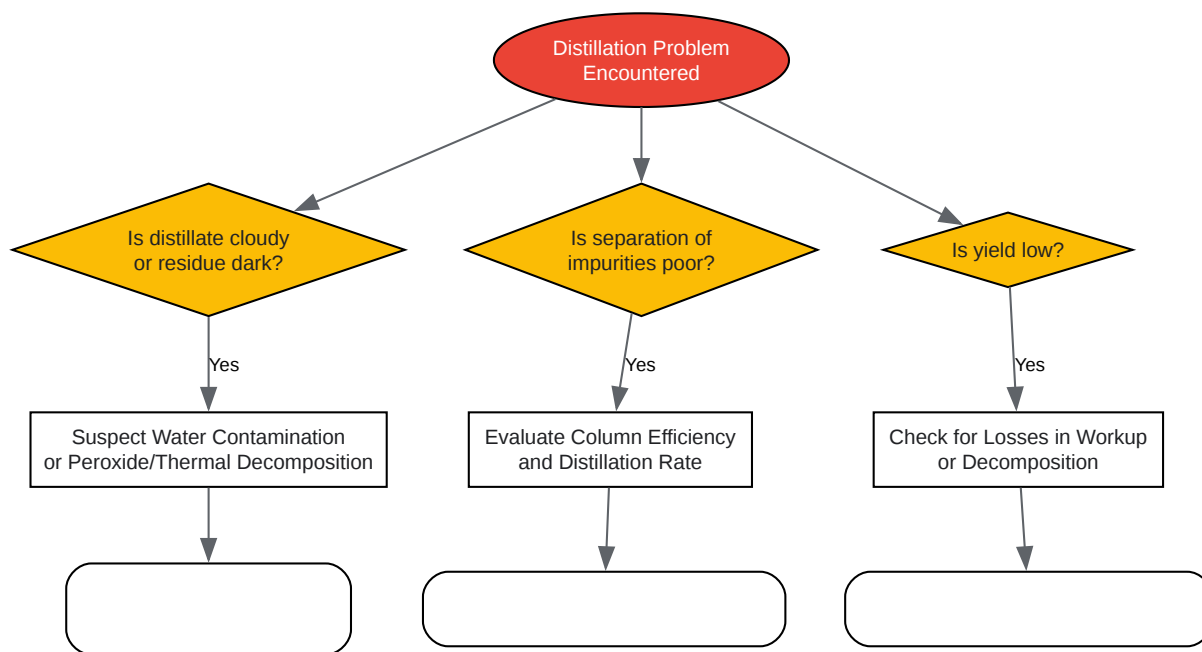 Distillation Problem
Encountered
Is distillate cloudy
or residue dark?
Is separation of
impurities poor?
Is yield low?
Yes
Yes
Yes
Suspect Water Contamination
or Peroxide/Thermal Decomposition
Evaluate Column Efficiency
and Distillation Rate
Check for Losses in Workup
or Decomposition